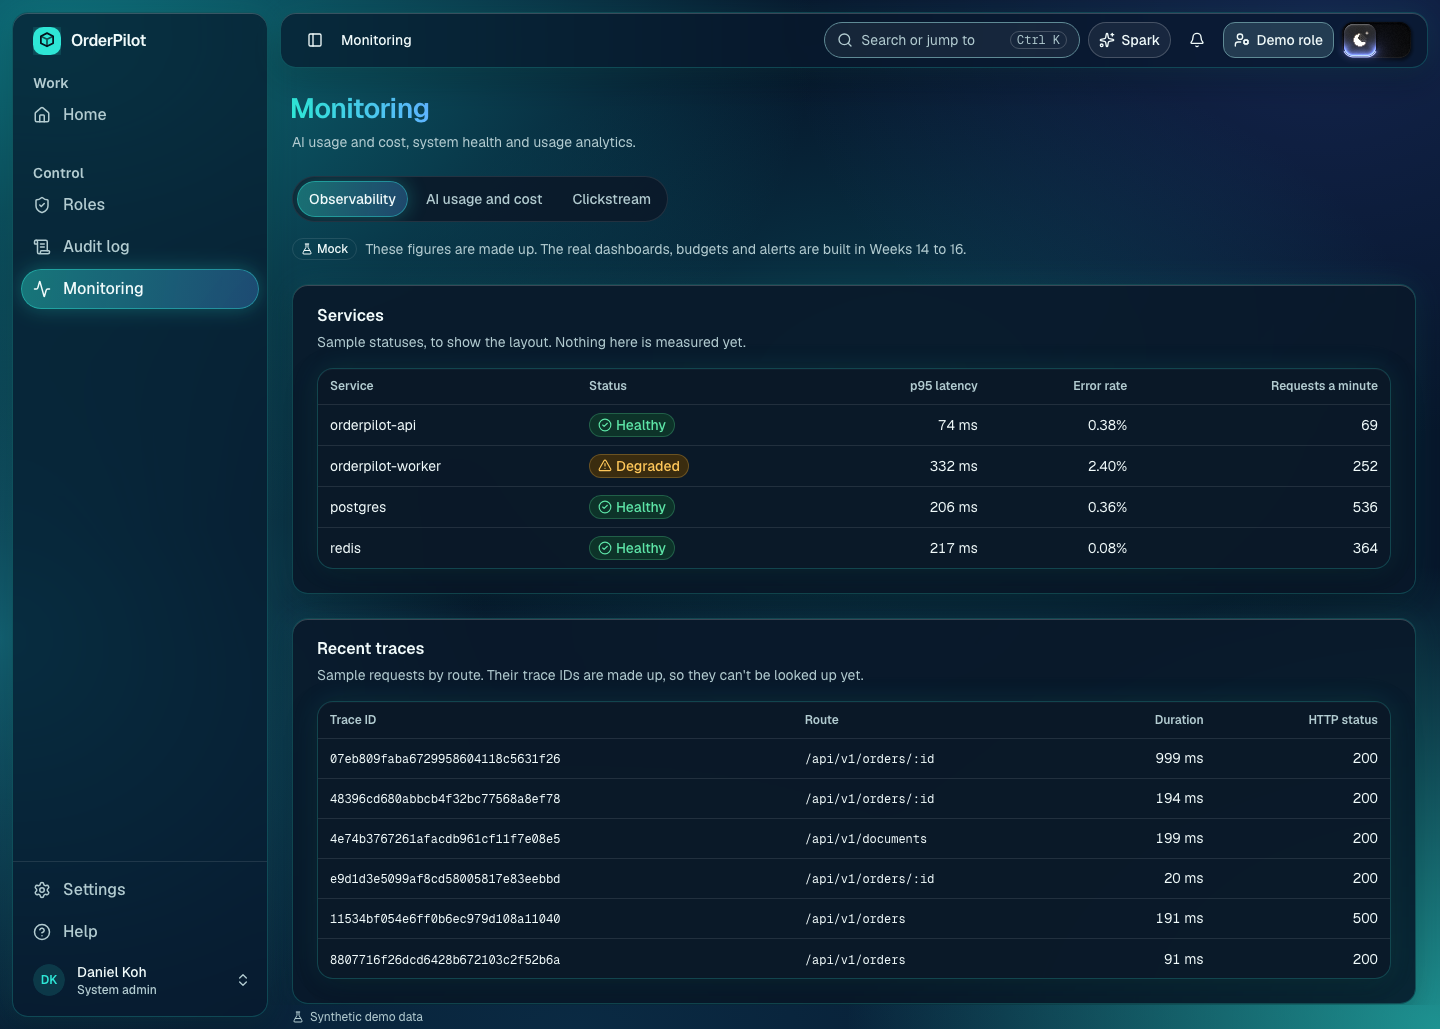 OrderPilot
Work
Home
Control
Roles
Audit log
Monitoring
Settings
Help
DK
Daniel Koh
System admin
Monitoring
Search or jump to
Ctrl K
Spark
Demo role
Monitoring
AI usage and cost, system health and usage analytics.
Observability
AI usage and cost
Clickstream
Mock
These figures are made up. The real dashboards, budgets and alerts are built in Weeks 14 to 16.
Services
Sample statuses, to show the layout. Nothing here is measured yet.
Service Status p95 latency Error rate Requests a minute
orderpilot-api Healthy 74 ms 0.38% 69
orderpilot-worker Degraded 332 ms 2.40% 252
postgres Healthy 206 ms 0.36% 536
redis Healthy 217 ms 0.08% 364
Recent traces
Sample requests by route. Their trace IDs are made up, so they can't be looked up yet.
Trace ID Route Duration HTTP status
07eb809faba6729958604118c5631f26 /api/v1/orders/:id 999 ms 200
48396cd680abbcb4f32bc77568a8ef78 /api/v1/orders/:id 194 ms 200
4e74b3767261afacdb961cf11f7e08e5 /api/v1/documents 199 ms 200
e9d1d3e5099af8cd58005817e83eebbd /api/v1/orders/:id 20 ms 200
11534bf054e6ff0b6ec979d108a11040 /api/v1/orders 191 ms 500
8807716f26dcd6428b672103c2f52b6a /api/v1/orders 91 ms 200
Synthetic demo data